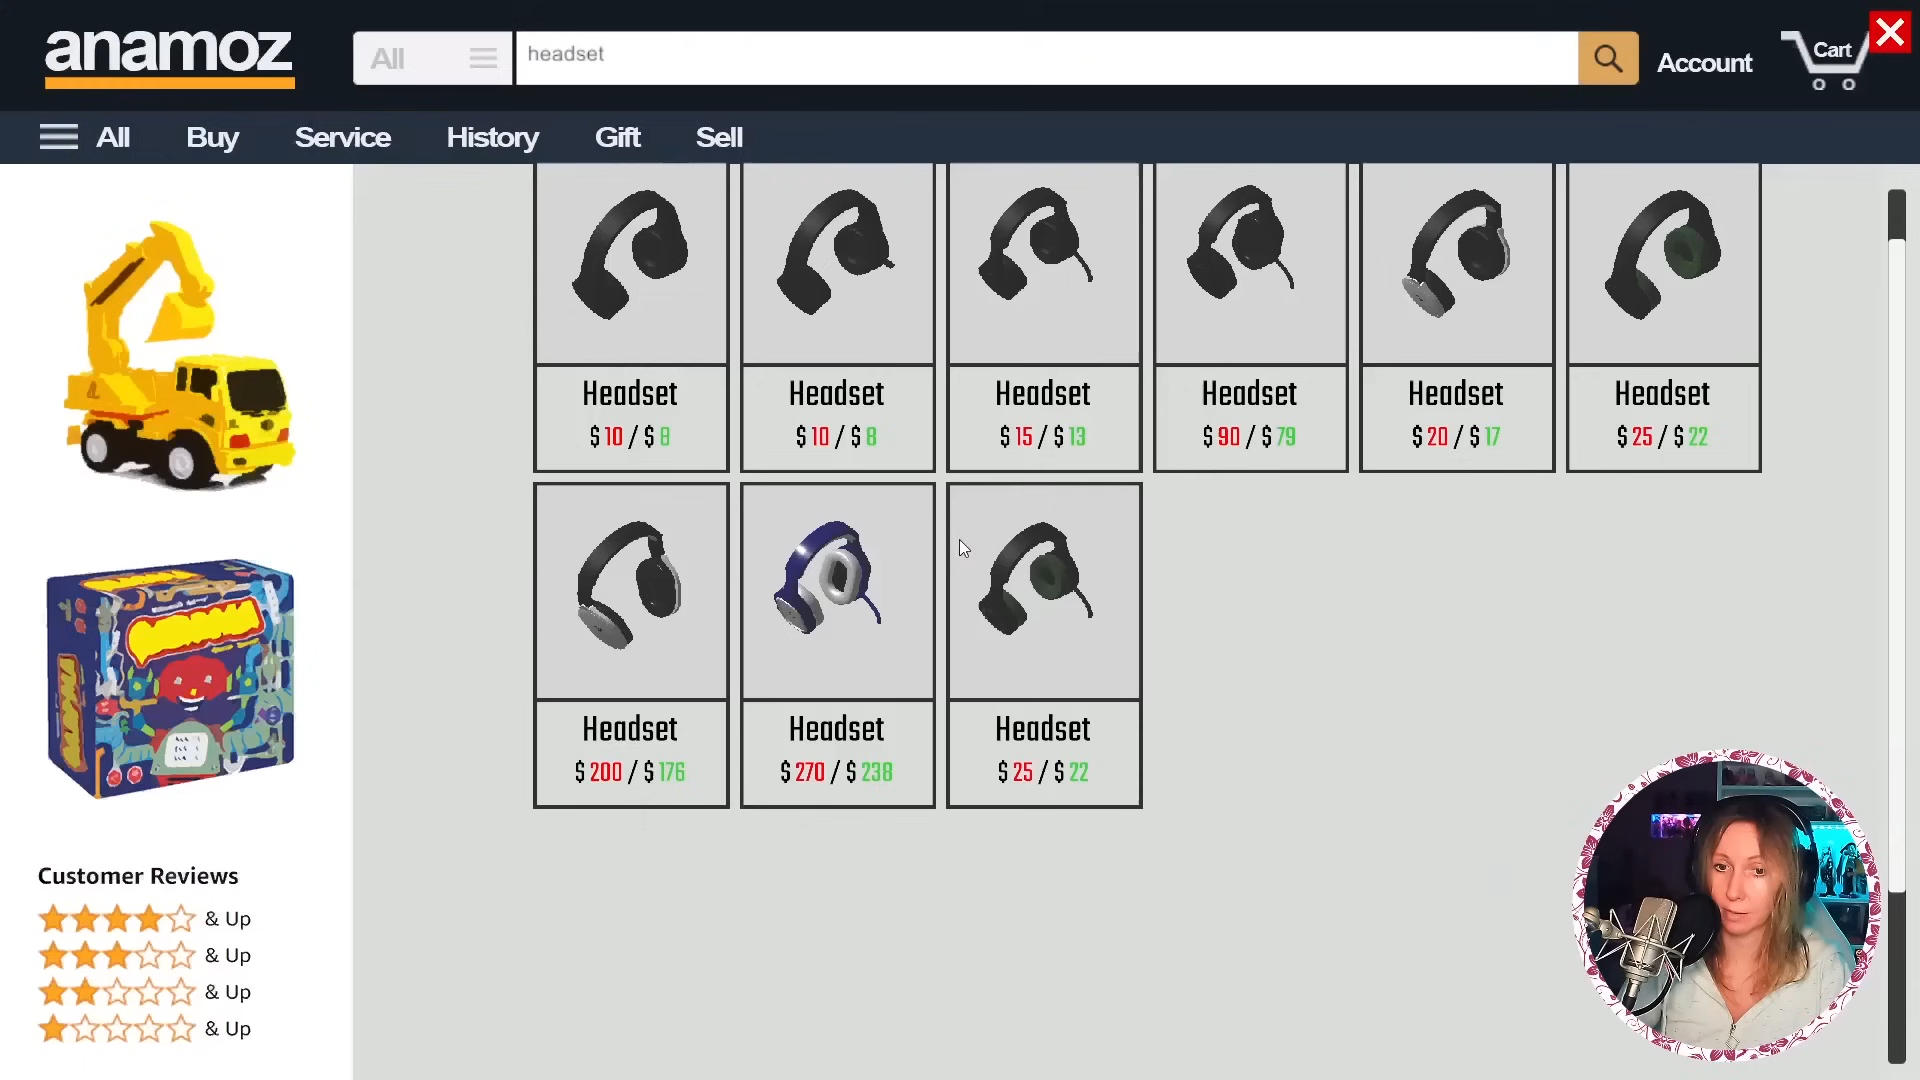 anamoz
All
headset
Account
Cart
All
Buy
Service
History
Gift
Sell
Headset
$ 10 / $ 8
Headset
$ 10 / $ 8
Headset
$ 15 / $ 13
Headset
$ 90 / $ 79
Headset
$ 20 / $ 17
Headset
$ 25 / $ 22
Headset
$ 200 / $ 176
Headset
$ 270 / $ 238
Headset
$ 25 / $ 22
Customer Reviews
& Up
& Up
& Up
& Up